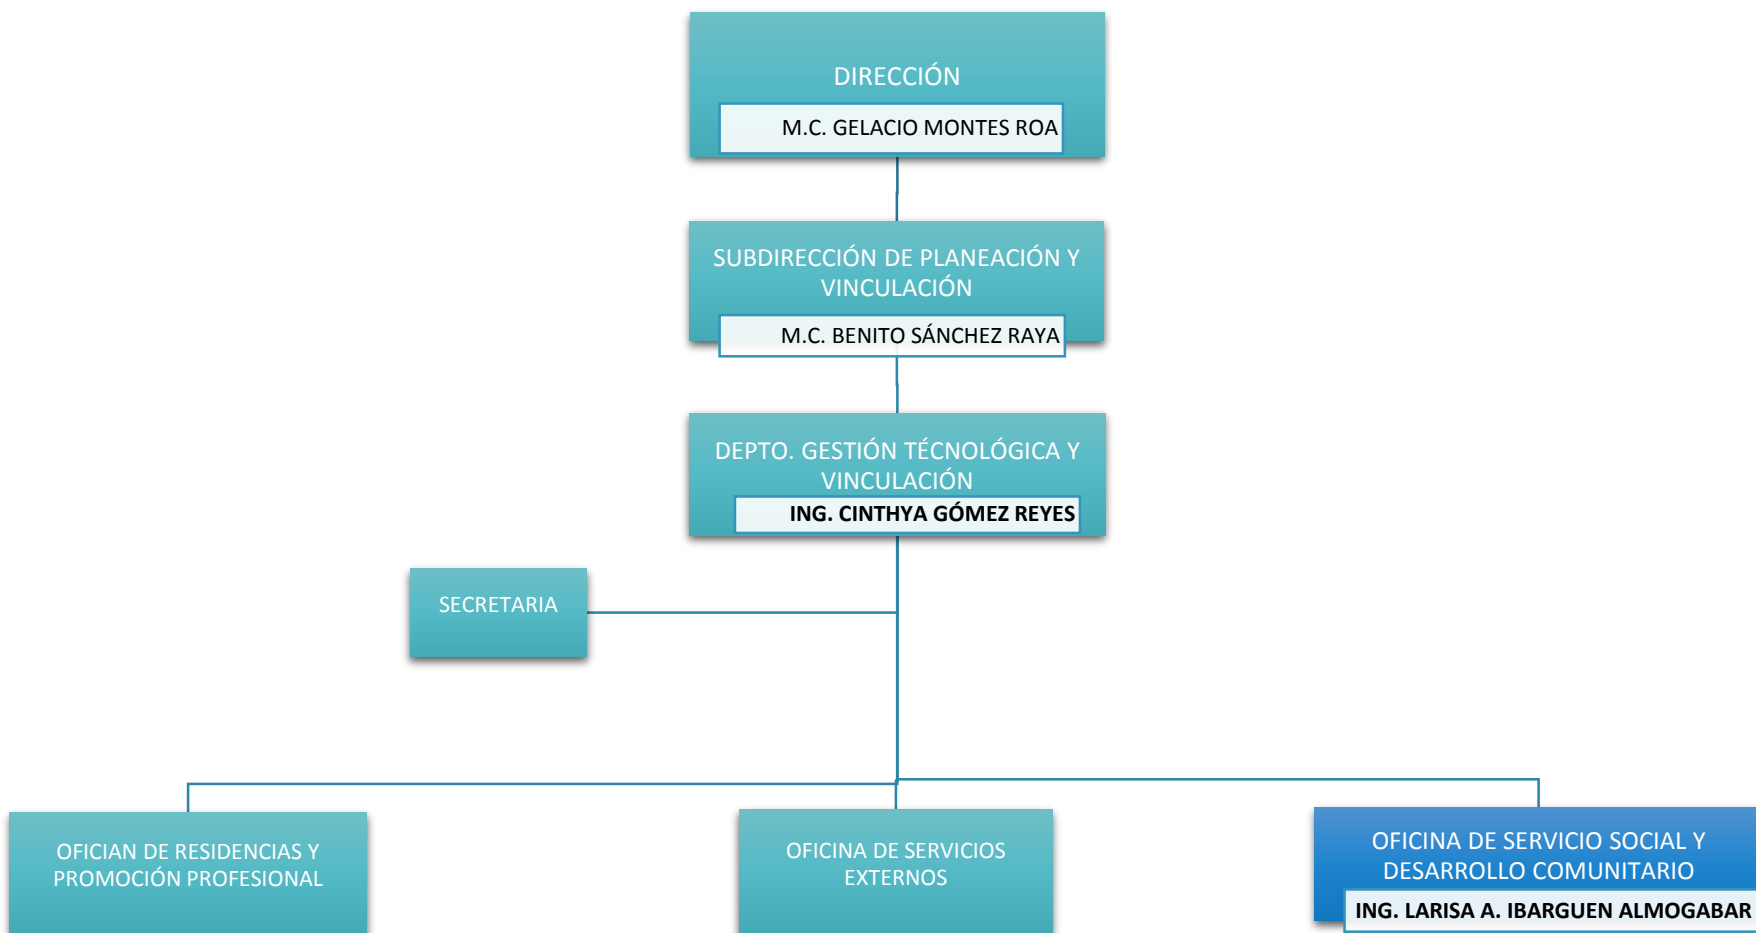 DIRECCIÓN
M.C. GELACIO MONTES ROA
SUBDIRECCIÓN DE PLANEACIÓN Y
VINCULACIÓN
M.C. BENITO SÁNCHEZ RAYA
DEPTO. GESTIÓN TÉCNOLÓGICA Y
VINCULACIÓN
ING. CINTHYA GÓMEZ REYES
SECRETARIA
OFICIAN DE RESIDENCIAS Y
PROMOCIÓN PROFESIONAL
OFICINA DE SERVICIOS
EXTERNOS
OFICINA DE SERVICIO SOCIAL Y
DESARROLLO COMUNITARIO
ING. LARISA A. IBARGUEN ALMOGABAR